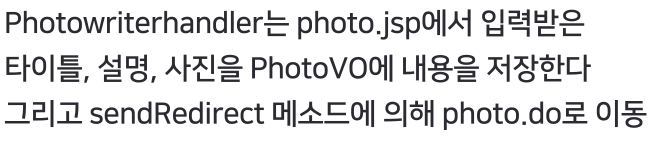 Photowriterhandler는 photo.jsp에서 입력받은
타이틀, 설명, 사진을 PhotoVO에 내용을 저장한다
그리고 sendRedirect 메소드에 의해 photo.do로 이동